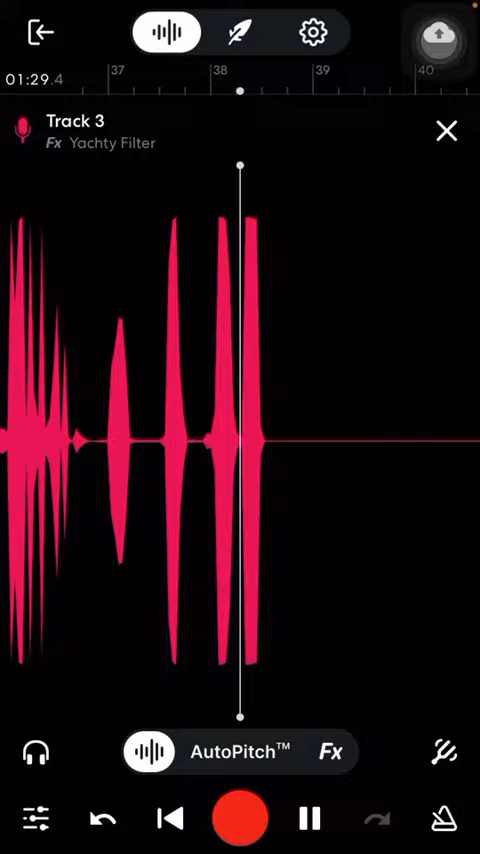 37 38 39 40
01:29.4
Track 3
Fx Yachty Filter
AutoPitch™ Fx